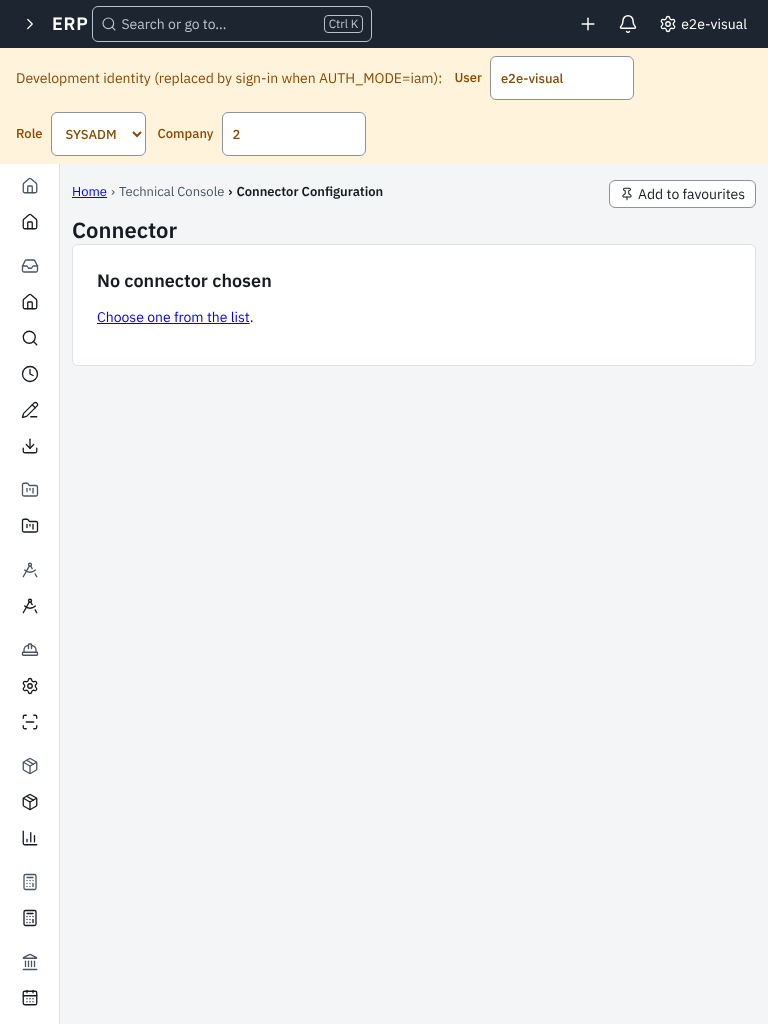 ERP Search or go to... Ctrl K e2e-visual
Development identity (replaced by sign-in when AUTH_MODE=iam): User e2e-visual
Role SYSADM Company 2
Home › Technical Console › Connector Configuration Add to favourites
Connector
No connector chosen
Choose one from the list.